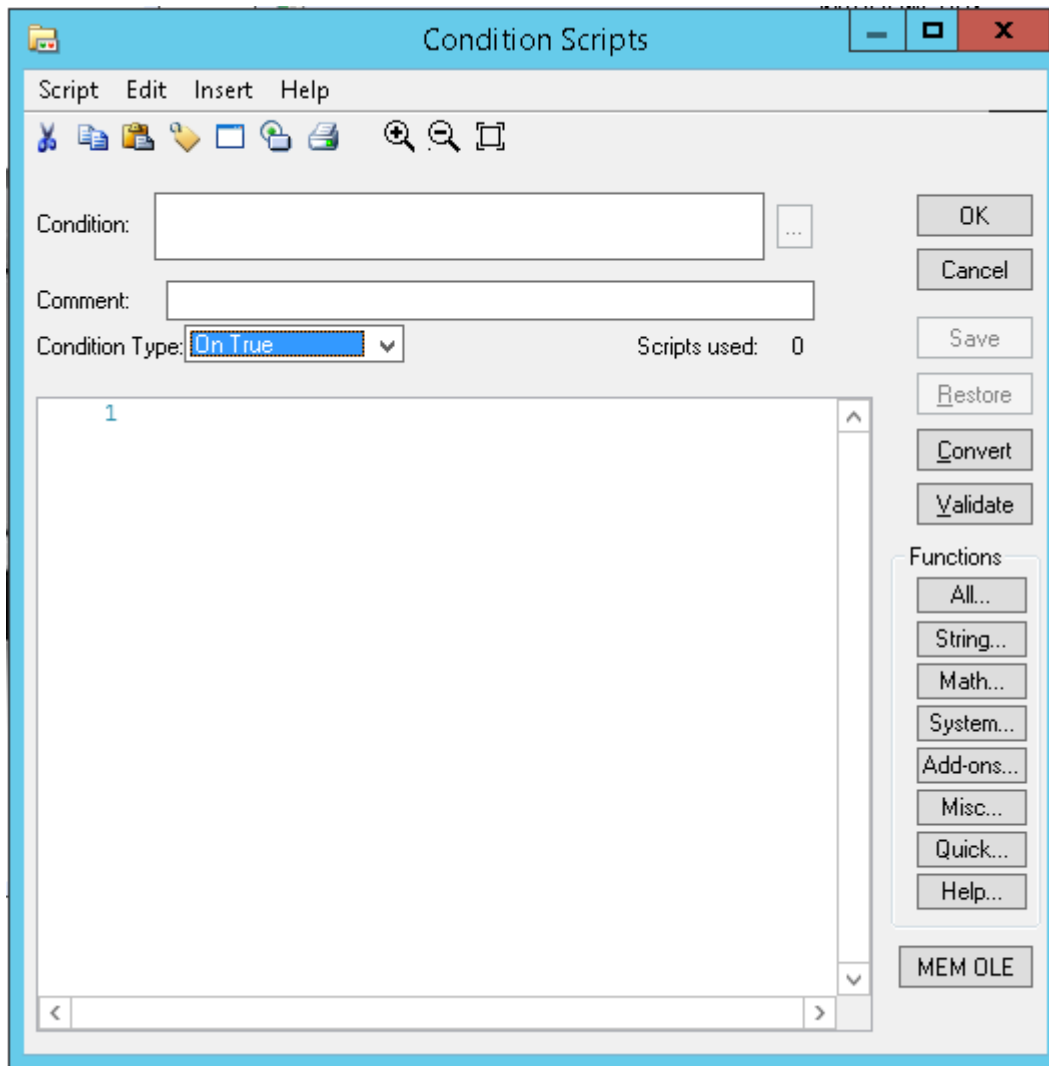 Condition Scripts
Script Edit Insert Help
Condition:
...
OK
Cancel
Comment:
Condition Type: On True
Scripts used: 0
Save
Restore
1
Convert
Validate
Functions
All...
String...
Math...
System...
Add-ons...
Misc...
Quick...
Help...
MEM OLE